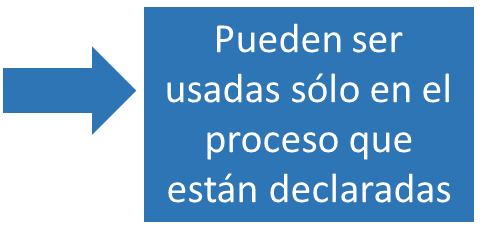 Pueden ser
usadas sólo en el
proceso que
están declaradas